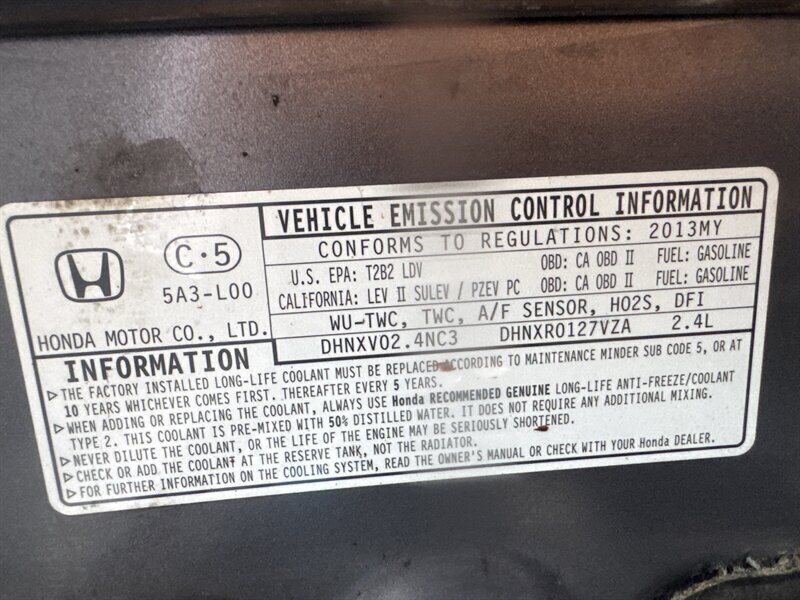 VEHICLE EMISSION CONTROL INFORMATION
CONFORMS TO REGULATIONS: 2013MY
U.S. EPA: T2B2 LDV OBD: CA OBD II FUEL: GASOLINE
CALIFORNIA: LEV II SULEV / PZEV PC OBD: CA OBD II FUEL: GASOLINE
WU-TWC, TWC, A/F SENSOR, HO2S, DFI
DHNXV02.4NC3 DHNXR0127VZA 2.4L
C·5
5A3-L00
HONDA MOTOR CO., LTD.
INFORMATION
▷THE FACTORY INSTALLED LONG-LIFE COOLANT MUST BE REPLACED ACCORDING TO MAINTENANCE MINDER SUB CODE 5, OR AT
10 YEARS WHICHEVER COMES FIRST. THEREAFTER EVERY 5 YEARS.
▷WHEN ADDING OR REPLACING THE COOLANT, ALWAYS USE Honda RECOMMENDED GENUINE LONG-LIFE ANTI-FREEZE/COOLANT
TYPE 2. THIS COOLANT IS PRE-MIXED WITH 50% DISTILLED WATER. IT DOES NOT REQUIRE ANY ADDITIONAL MIXING.
▷NEVER DILUTE THE COOLANT, OR THE LIFE OF THE ENGINE MAY BE SERIOUSLY SHORTENED.
▷CHECK OR ADD THE COOLANT AT THE RESERVE TANK, NOT THE RADIATOR.
▷FOR FURTHER INFORMATION ON THE COOLING SYSTEM, READ THE OWNER'S MANUAL OR CHECK WITH YOUR Honda DEALER.